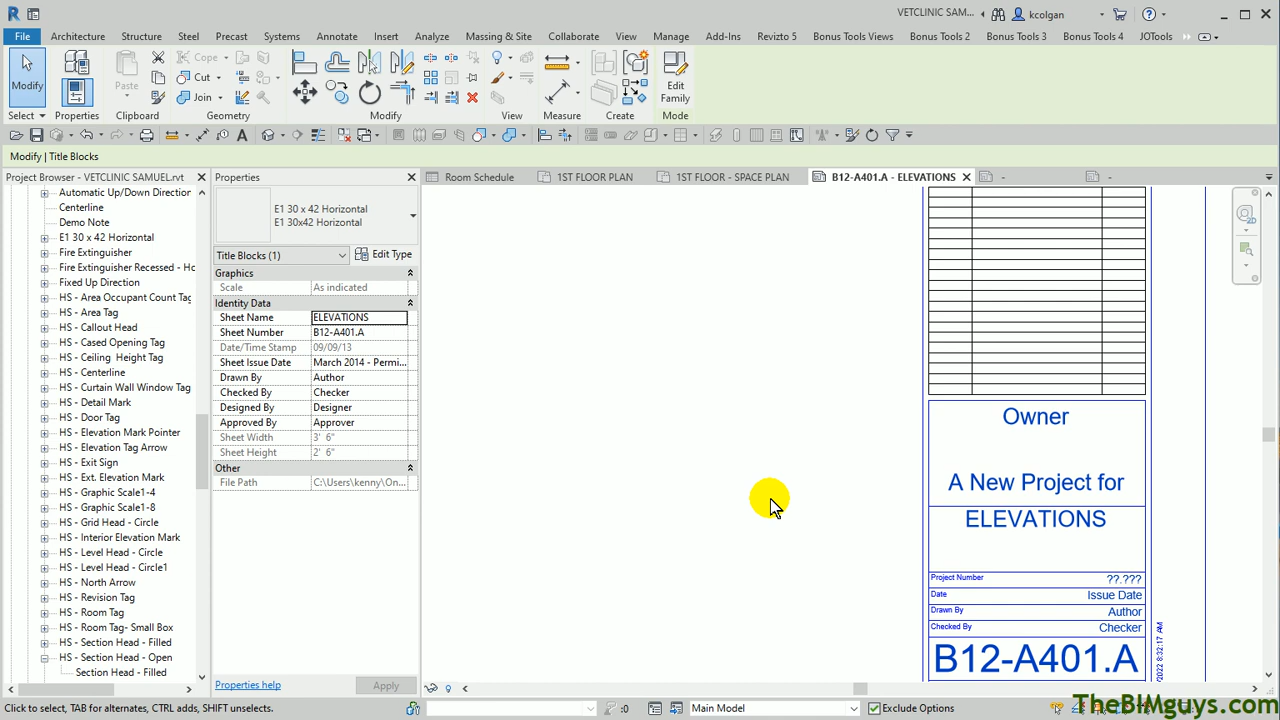 VETCLINIC SAM...
kcolgan
File Architecture Structure Steel Precast Systems Annotate Insert Analyze Massing & Site Collaborate View Manage Add-Ins Revizto 5 Bonus Tools Views Bonus Tools 2 Bonus Tools 3 Bonus Tools 4 JOTools
Cope
Cut
Join
Modify
Paste
Edit
Family
Select Properties Clipboard Geometry Modify View Measure Create Mode
Modify | Title Blocks
Project Browser - VETCLINIC SAMUEL.rvt
Automatic Up/Down Direction
Centerline
Demo Note
E1 30 x 42 Horizontal
Fire Extinguisher
Fire Extinguisher Recessed - Ho
Fixed Up Direction
HS - Area Occupant Count Tag
HS - Area Tag
HS - Callout Head
HS - Cased Opening Tag
HS - Ceiling Height Tag
HS - Centerline
HS - Curtain Wall Window Tag
HS - Detail Mark
HS - Door Tag
HS - Elevation Mark Pointer
HS - Elevation Tag Arrow
HS - Exit Sign
HS - Ext. Elevation Mark
HS - Graphic Scale1-4
HS - Graphic Scale1-8
HS - Grid Head - Circle
HS - Interior Elevation Mark
HS - Level Head - Circle
HS - Level Head - Circle1
HS - North Arrow
HS - Revision Tag
HS - Room Tag
HS - Room Tag- Small Box
HS - Section Head - Filled
HS - Section Head - Open
Section Head - Filled
Properties
E1 30 x 42 Horizontal
E1 30x42 Horizontal
Title Blocks (1)
Edit Type
Graphics
Scale As indicated
Identity Data
Sheet Name ELEVATIONS
Sheet Number B12-A401.A
Date/Time Stamp 09/09/13
Sheet Issue Date March 2014 - Permi...
Drawn By Author
Checked By Checker
Designed By Designer
Approved By Approver
Sheet Width 3' 6"
Sheet Height 2' 6"
Other
File Path C:\Users\kenny\On...
Properties help
Apply
Room Schedule 1ST FLOOR PLAN 1ST FLOOR - SPACE PLAN B12-A401.A - ELEVATIONS - -
2D
Owner
A New Project for
ELEVATIONS
Project Number ??.???
Date Issue Date
Drawn By Author
Checked By Checker
B12-A401.A
/2022 8:32:17 AM
Click to select, TAB for alternates, CTRL adds, SHIFT unselects.
:0
Main Model
Exclude Options
TheBIMguys.com